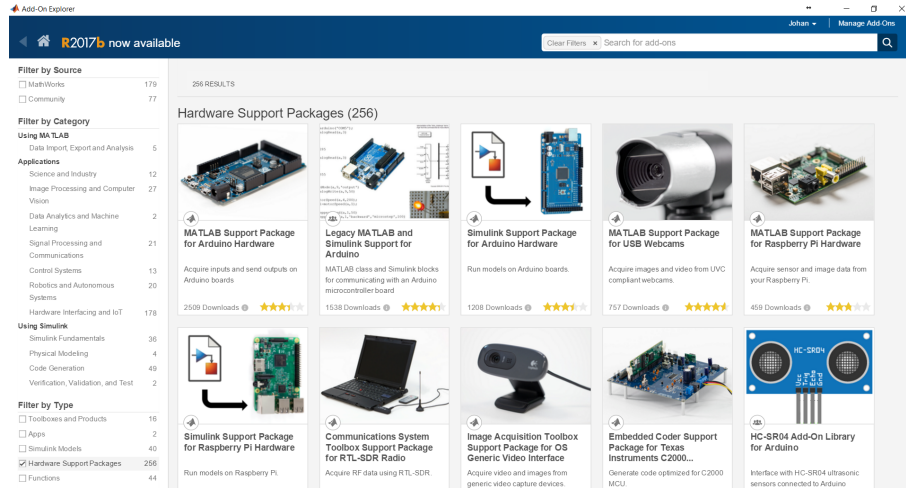 Add-On Explorer
Johan
Manage Add-Ons
R2017b now available
Clear Filters × Search for add-ons
Filter by Source
MathWorks 179
Community 77
Filter by Category
Using MATLAB
Data Import, Export and Analysis 5
Applications
Science and Industry 12
Image Processing and Computer 27
Vision
Data Analytics and Machine 2
Learning
Signal Processing and 21
Communications
Control Systems 13
Robotics and Autonomous 20
Systems
Hardware Interfacing and IoT 178
Using Simulink
Simulink Fundamentals 36
Physical Modeling 4
Code Generation 49
Verification, Validation, and Test 2
Filter by Type
Toolboxes and Products 16
Apps 2
Simulink Models 40
Hardware Support Packages 256
Functions 44
256 RESULTS
Hardware Support Packages (256)
MATLAB Support Package
for Arduino Hardware
Acquire inputs and send outputs on
Arduino boards
2509 Downloads
Legacy MATLAB and
Simulink Support for
Arduino
MATLAB class and Simulink blocks
for communicating with an Arduino
microcontroller board
1538 Downloads
Simulink Support Package
for Arduino Hardware
Run models on Arduino boards.
1208 Downloads
MATLAB Support Package
for USB Webcams
Acquire images and video from UVC
compliant webcams.
757 Downloads
MATLAB Support Package
for Raspberry Pi Hardware
Acquire sensor and image data from
your Raspberry Pi.
459 Downloads
Simulink Support Package
for Raspberry Pi Hardware
Run models on Raspberry Pi.
Communications System
Toolbox Support Package
for RTL-SDR Radio
Acquire RF data using RTL-SDR.
Image Acquisition Toolbox
Support Package for OS
Generic Video Interface
Acquire video and images from
generic video capture devices.
Embedded Coder Support
Package for Texas
Instruments C2000...
Generate code optimized for C2000
MCU.
HC-SR04
Vcc
Trig
Echo
Gnd
HC-SR04 Add-On Library
for Arduino
Interface with HC-SR04 ultrasonic
sensors connected to Arduino